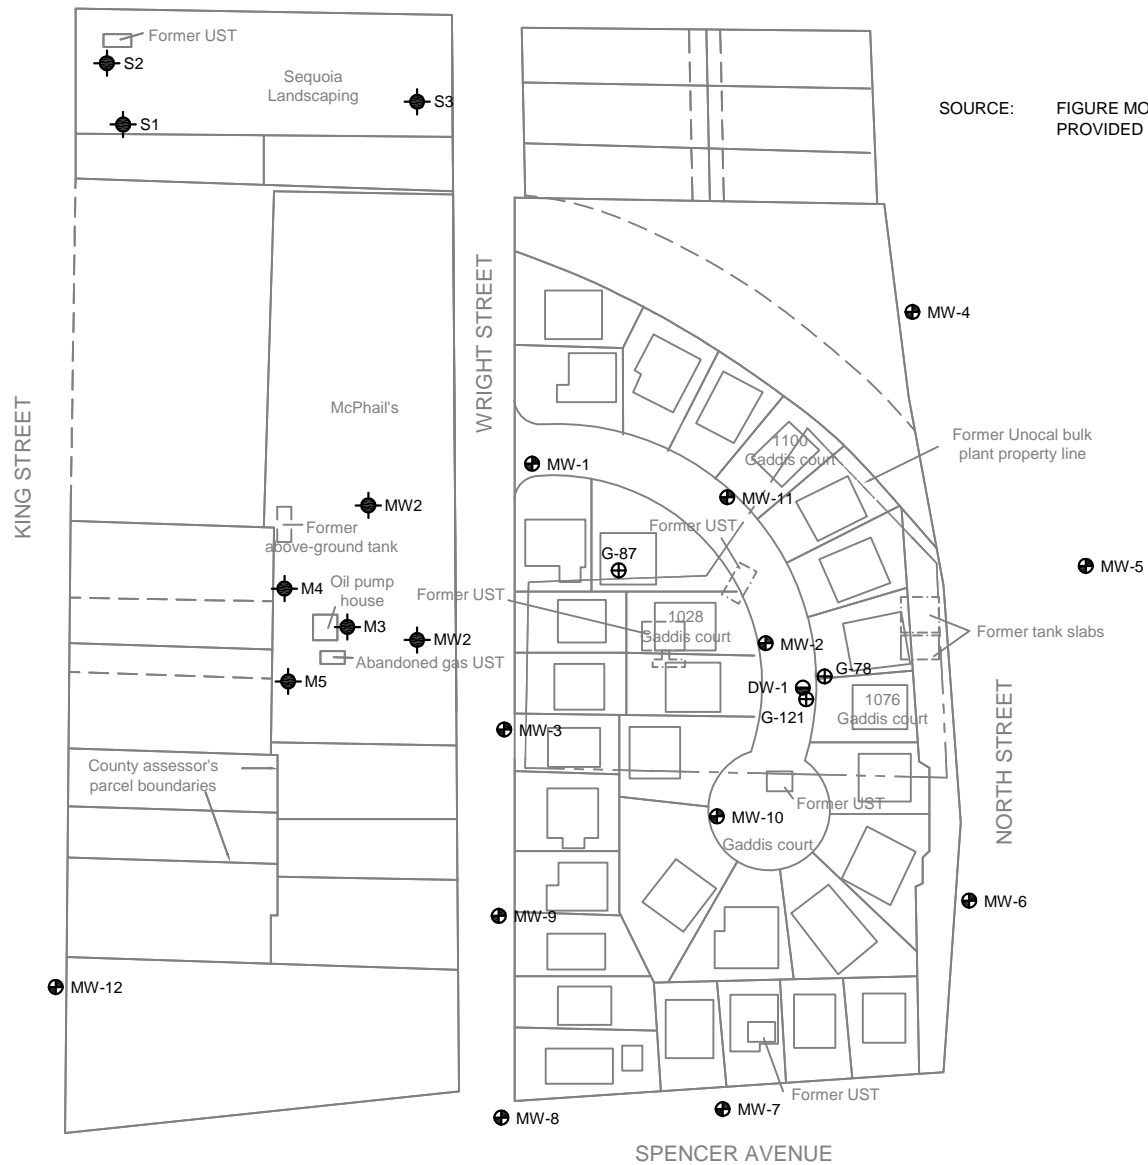 Former UST
S2
Sequoia
Landscaping
S3
S1
SOURCE:
FIGURE MO
PROVIDED
KING STREET
WRIGHT STREET
MW-4
McPhail's
1100
Gaddis court
Former Unocal bulk
plant property line
MW-1
MW-11
MW2
Former
above-ground tank
Former UST
G-87
MW-5
M4
Oil pump
house
Former UST
M3
MW2
1028
Gaddis court
MW-2
Former tank slabs
Abandoned gas UST
M5
G-78
DW-1
G-121
1076
Gaddis court
MW-3
NORTH STREET
County assessor's
parcel boundaries
Former UST
MW-10
Gaddis court
MW-9
MW-6
MW-12
Former UST
MW-8
MW-7
SPENCER AVENUE